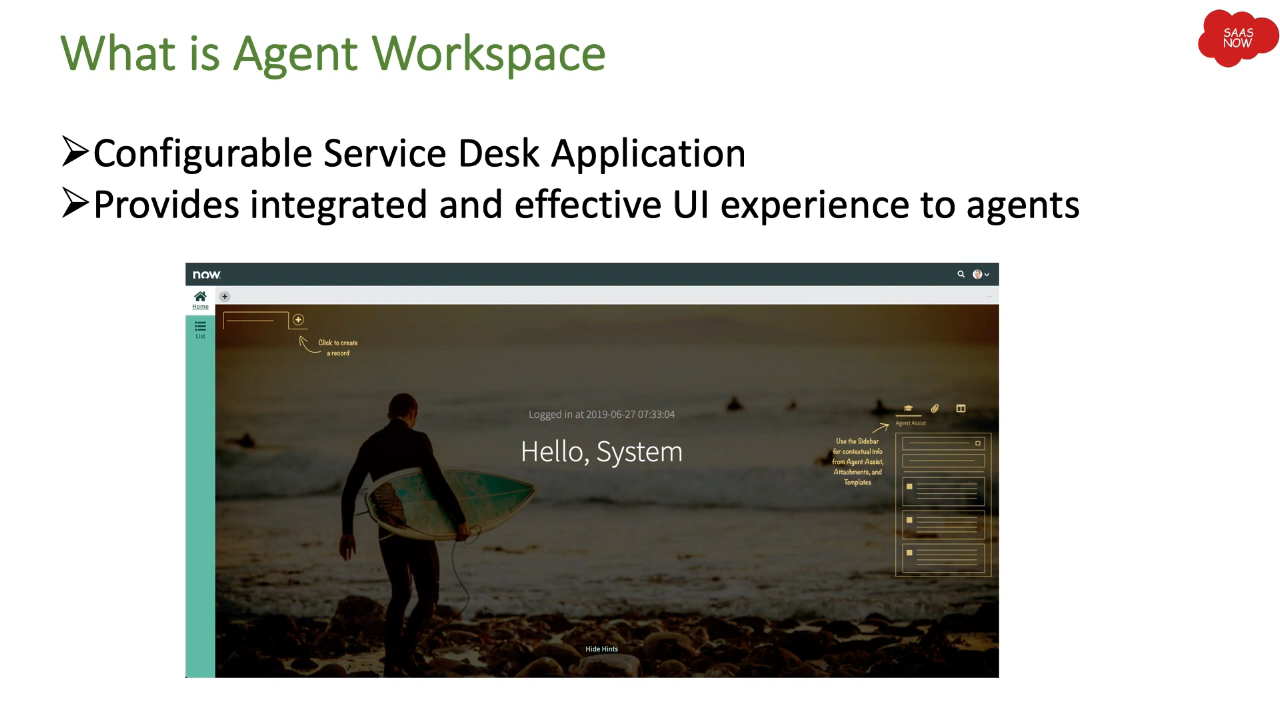 What is Agent Workspace
SAAS
NOW
➢Configurable Service Desk Application
➢Provides integrated and effective UI experience to agents
now.
Home
List
Click to create
a record
Logged in at 2019-06-27 07:33:04
Hello, System
Agent Assist
Use the Sidebar
for contextual info
from Agent Assist,
Attachments, and
Templates
Hide Hints